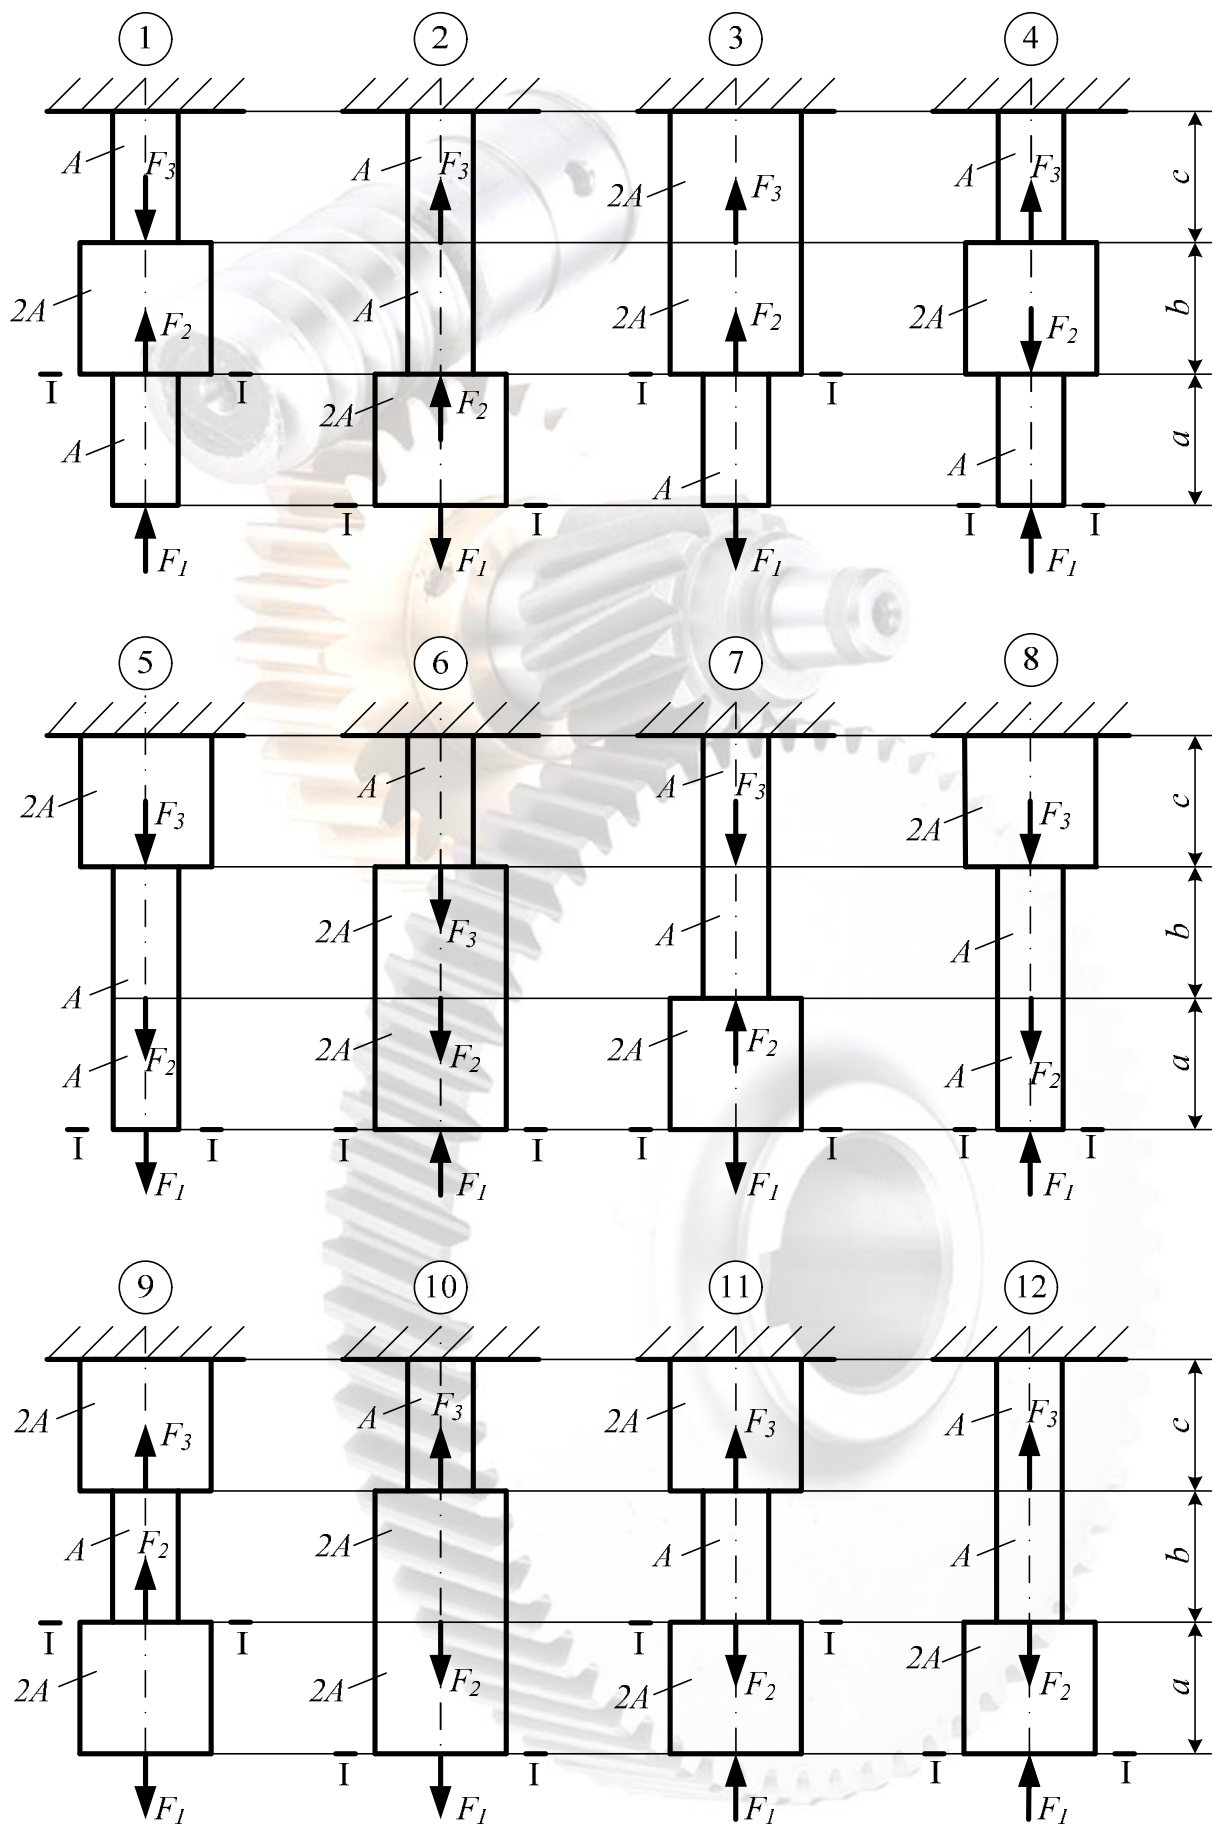 1 2 3 4
A F3 A F3 2A F3 A F3 c
2A F2 A 2A F2 2A F2 b
I I 2A F2 I I
A A A a
I I I I
F1 F1 F1 F1
5 6 7 8
2A F3 A A F3 2A F3 c
2A F3 A A b
A
A F2 2A F2 2A F2 A F2 a
I I I I I I I I
F1 F1 F1 F1
9 10 11 12
2A F3 A F3 2A F3 A F3 c
A F2 2A A A b
I I I I
2A 2A F2 2A F2 2A F2 a
I I I I
F1 F1 F1 F1